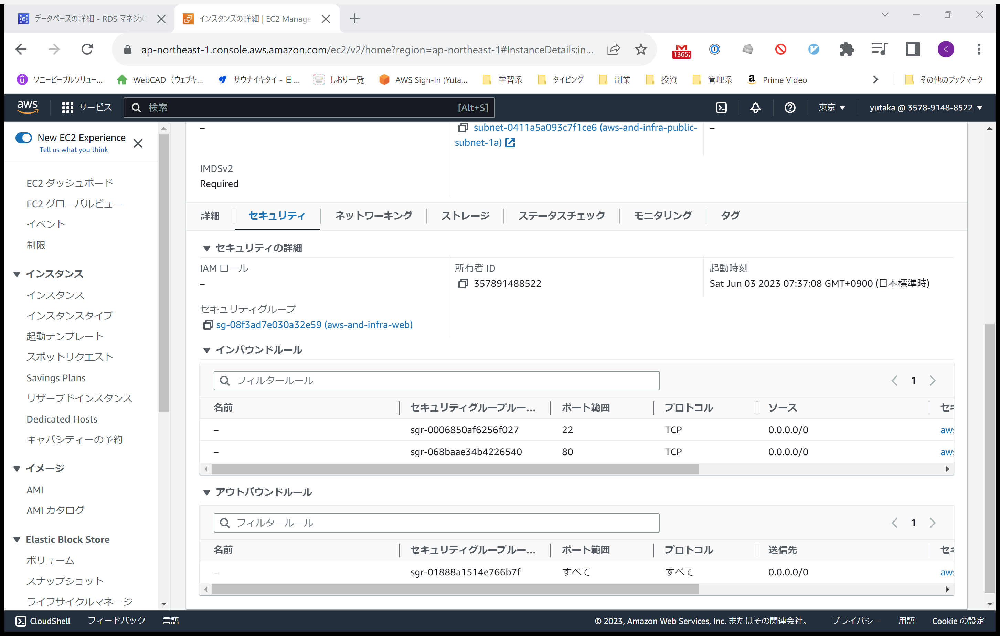 データベースの詳細 - RDS マネジメ
インスタンスの詳細 | EC2 Manage
ap-northeast-1.console.aws.amazon.com/ec2/v2/home?region=ap-northeast-1#InstanceDetails:in...
ソニーピープルソリュー...
WebCAD（ウェブキ...
サウナイキタイ - 日...
しおり一覧
AWS Sign-In (Yuta...
学習系
タイピング
副業
投資
管理系
Prime Video
その他のブックマーク
aws
サービス
検索
[Alt+S]
東京
yutaka @ 3578-9148-8522
New EC2 Experience
Tell us what you think
EC2 ダッシュボード
EC2 グローバルビュー
イベント
制限
インスタンス
インスタンス
インスタンスタイプ
起動テンプレート
スポットリクエスト
Savings Plans
リザーブドインスタンス
Dedicated Hosts
キャパシティーの予約
イメージ
AMI
AMI カタログ
Elastic Block Store
ボリューム
スナップショット
ライフサイクルマネージ
–
subnet-0411a5a093c7f1ce6 (aws-and-infra-public-
subnet-1a)
–
IMDSv2
Required
詳細
セキュリティ
ネットワーキング
ストレージ
ステータスチェック
モニタリング
タグ
セキュリティの詳細
IAM ロール
–
所有者 ID
357891488522
起動時刻
Sat Jun 03 2023 07:37:08 GMT+0900 (日本標準時)
セキュリティグループ
sg-08f3ad7e030a32e59 (aws-and-infra-web)
インバウンドルール
フィルタールール
1
名前 セキュリティグループルー... ポート範囲 プロトコル ソース セキ
– sgr-0006850af6256f027 22 TCP 0.0.0.0/0 aws
– sgr-068baae34b4226540 80 TCP 0.0.0.0/0 aws
アウトバウンドルール
フィルタールール
1
名前 セキュリティグループルー... ポート範囲 プロトコル 送信先 セキ
– sgr-01888a1514e766b7f すべて すべて 0.0.0.0/0 aws
CloudShell
フィードバック
言語
© 2023, Amazon Web Services, Inc. またはその関連会社。
プライバシー
用語
Cookie の設定